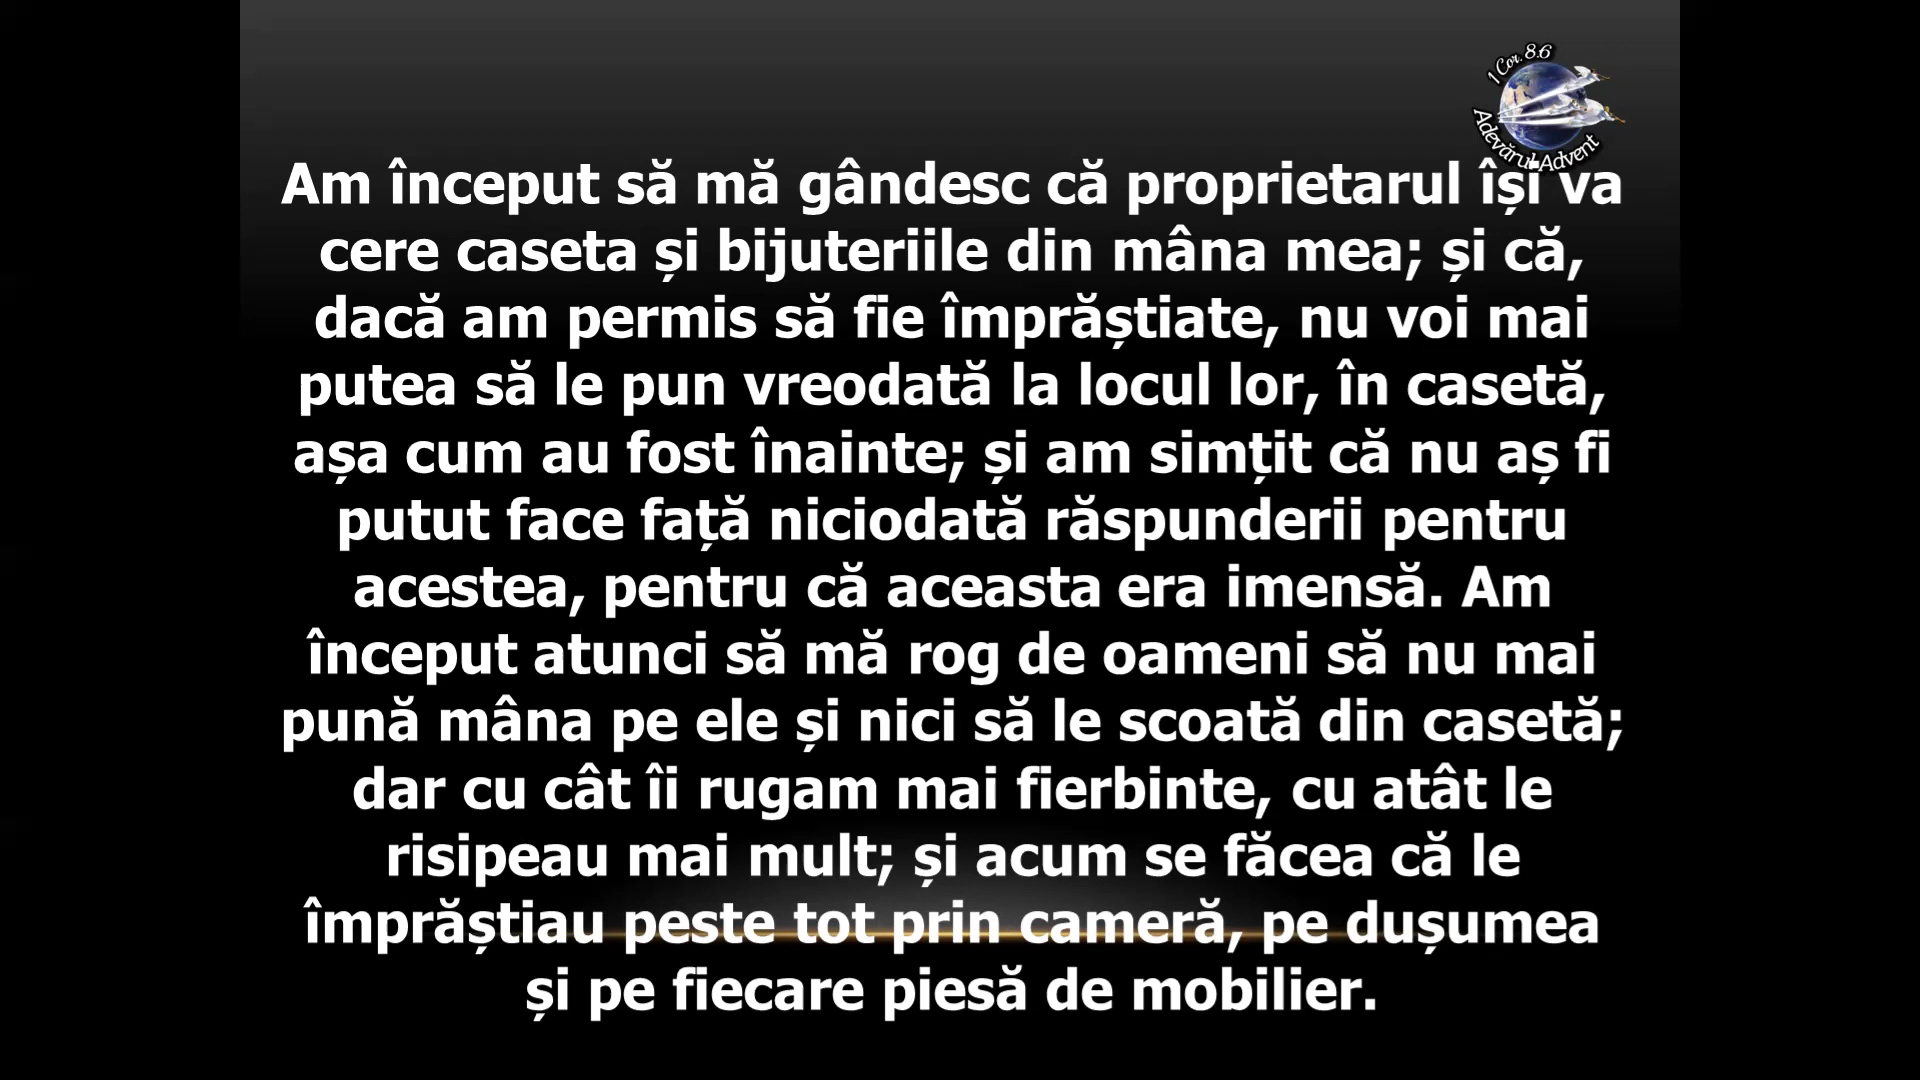 1 Cor. 8:6
Adevărul Advent
Am început să mă gândesc că proprietarul își va
cere caseta și bijuteriile din mâna mea; și că,
dacă am permis să fie împrăștiate, nu voi mai
putea să le pun vreodată la locul lor, în casetă,
așa cum au fost înainte; și am simțit că nu aș fi
putut face față niciodată răspunderii pentru
acestea, pentru că aceasta era imensă. Am
început atunci să mă rog de oameni să nu mai
pună mâna pe ele și nici să le scoată din casetă;
dar cu cât îi rugam mai fierbinte, cu atât le
risipeau mai mult; și acum se făcea că le
împrăștiau peste tot prin cameră, pe dușumea
și pe fiecare piesă de mobilier.